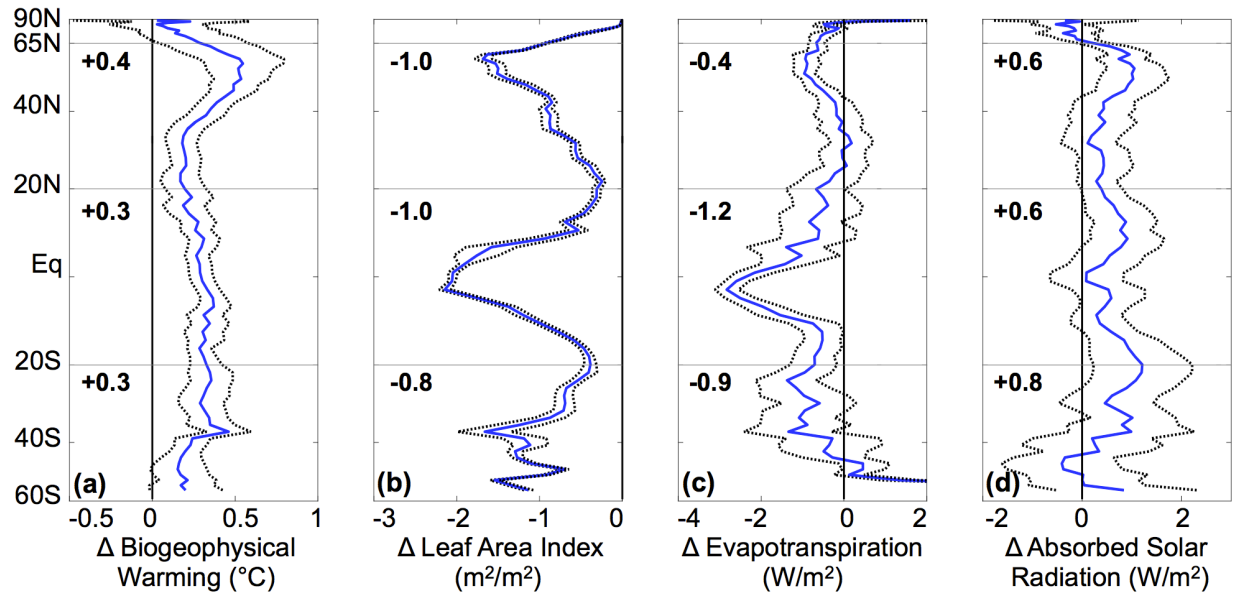 90N
65N
40N
20N
Eq
20S
40S
60S
+0.4
+0.3
+0.3
(a)
-0.5 0 0.5 1
Δ Biogeophysical
Warming (°C)
-1.0
-1.0
-0.8
(b)
-3 -2 -1 0
Δ Leaf Area Index
(m²/m²)
-0.4
-1.2
-0.9
(c)
-4 -2 0 2
Δ Evapotranspiration
(W/m²)
+0.6
+0.6
+0.8
(d)
-2 0 2
Δ Absorbed Solar
Radiation (W/m²)